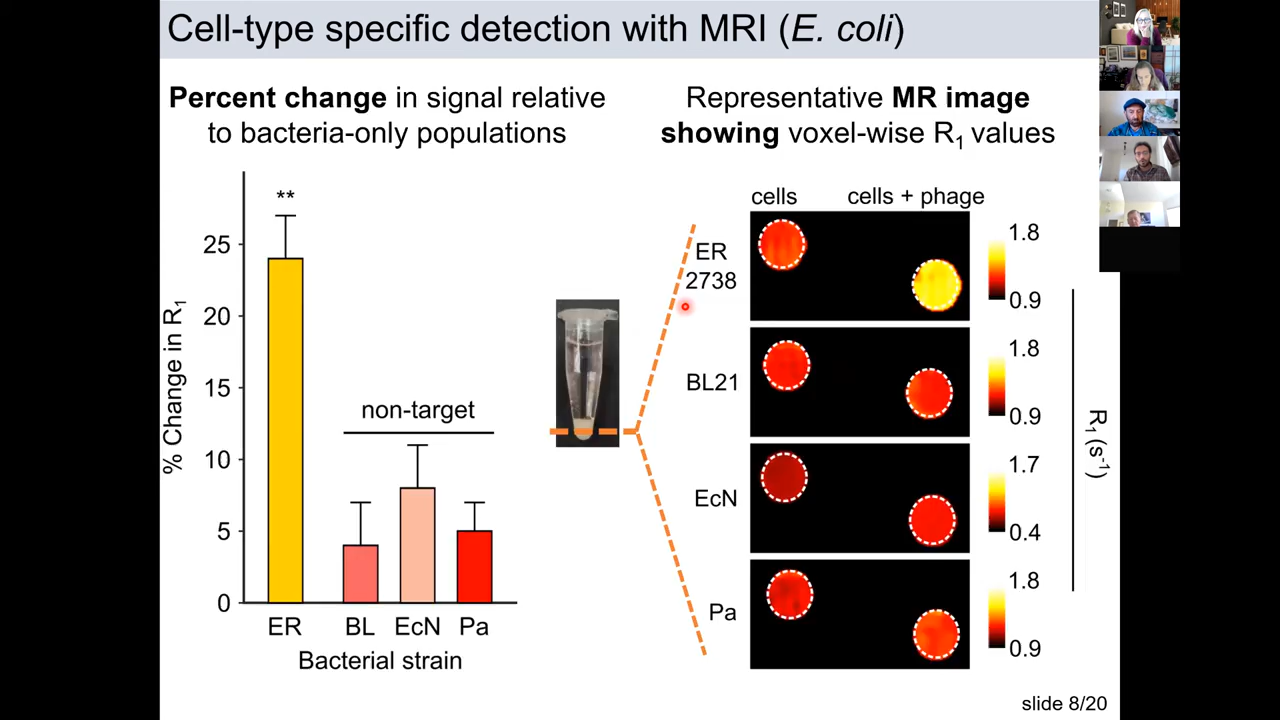 Cell-type specific detection with MRI (E. coli)
Percent change in signal relative
to bacteria-only populations
Representative MR image
showing voxel-wise R1 values
% Change in R1
25
20
15
10
5
0
**
non-target
ER
BL
EcN
Pa
Bacterial strain
cells
cells + phage
ER
2738
1.8
0.9
BL21
1.8
0.9
EcN
1.7
0.4
Pa
1.8
0.9
R1 (s-1)
slide 8/20